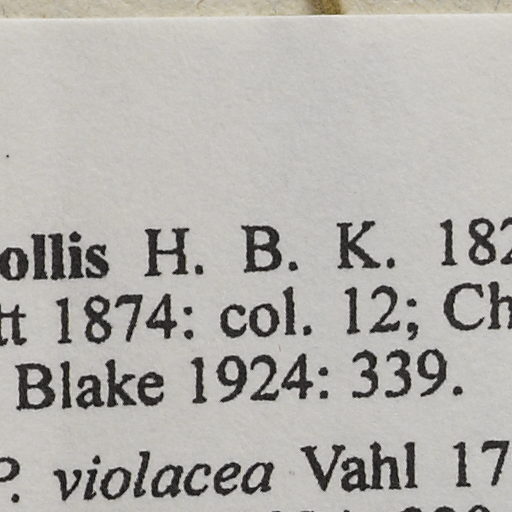 ollis H. B. K. 182
tt 1874: col. 12; Ch
Blake 1924: 339.
P. violacea Vahl 17